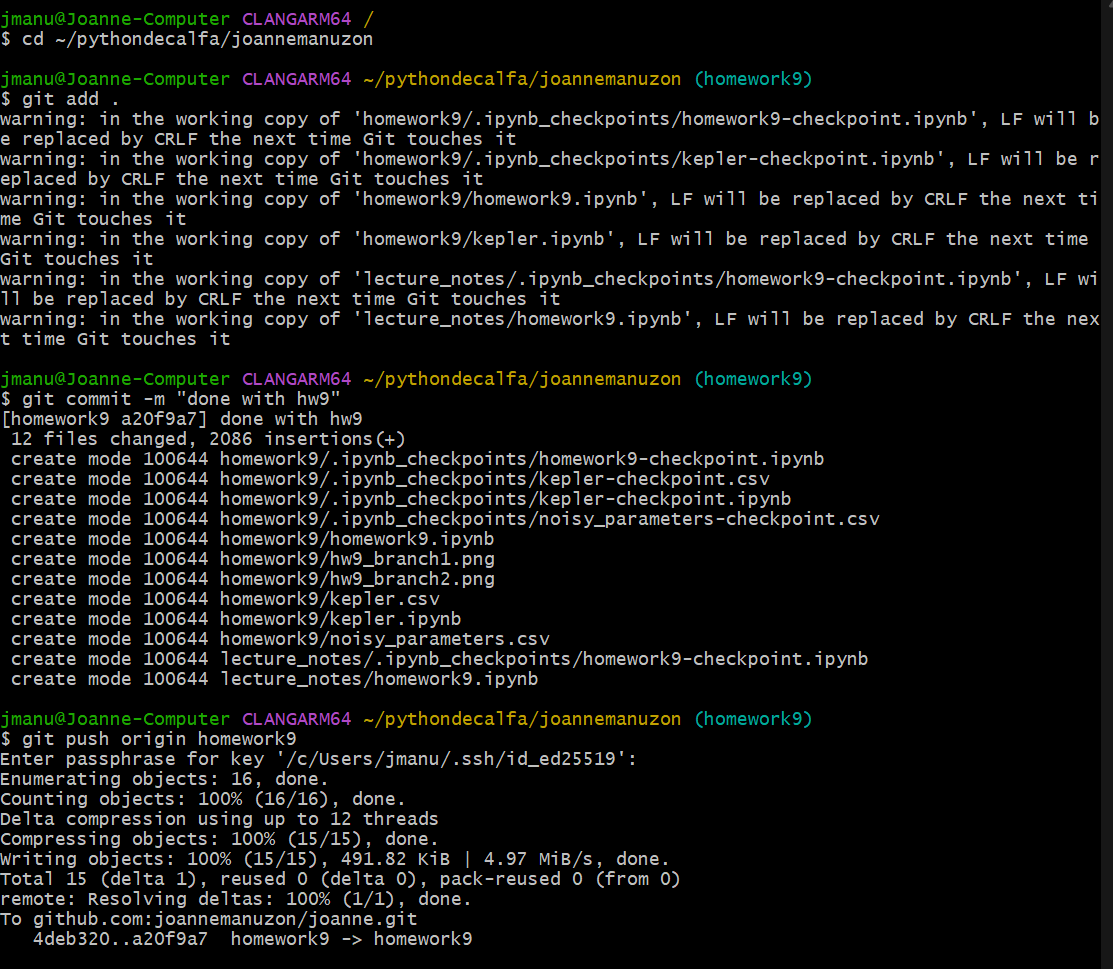 jmanu@Joanne-Computer CLANGARM64 /
$ cd ~/pythondecalfa/joannemanuzon
jmanu@Joanne-Computer CLANGARM64 ~/pythondecalfa/joannemanuzon (homework9)
$ git add .
warning: in the working copy of 'homework9/.ipynb_checkpoints/homework9-checkpoint.ipynb', LF will b
e replaced by CRLF the next time Git touches it
warning: in the working copy of 'homework9/.ipynb_checkpoints/kepler-checkpoint.ipynb', LF will be r
eplaced by CRLF the next time Git touches it
warning: in the working copy of 'homework9/homework9.ipynb', LF will be replaced by CRLF the next ti
me Git touches it
warning: in the working copy of 'homework9/kepler.ipynb', LF will be replaced by CRLF the next time
Git touches it
warning: in the working copy of 'lecture_notes/.ipynb_checkpoints/homework9-checkpoint.ipynb', LF wi
ll be replaced by CRLF the next time Git touches it
warning: in the working copy of 'lecture_notes/homework9.ipynb', LF will be replaced by CRLF the nex
t time Git touches it
jmanu@Joanne-Computer CLANGARM64 ~/pythondecalfa/joannemanuzon (homework9)
$ git commit -m "done with hw9"
[homework9 a20f9a7] done with hw9
 12 files changed, 2086 insertions(+)
 create mode 100644 homework9/.ipynb_checkpoints/homework9-checkpoint.ipynb
 create mode 100644 homework9/.ipynb_checkpoints/kepler-checkpoint.csv
 create mode 100644 homework9/.ipynb_checkpoints/kepler-checkpoint.ipynb
 create mode 100644 homework9/.ipynb_checkpoints/noisy_parameters-checkpoint.csv
 create mode 100644 homework9/homework9.ipynb
 create mode 100644 homework9/hw9_branch1.png
 create mode 100644 homework9/hw9_branch2.png
 create mode 100644 homework9/kepler.csv
 create mode 100644 homework9/kepler.ipynb
 create mode 100644 homework9/noisy_parameters.csv
 create mode 100644 lecture_notes/.ipynb_checkpoints/homework9-checkpoint.ipynb
 create mode 100644 lecture_notes/homework9.ipynb
jmanu@Joanne-Computer CLANGARM64 ~/pythondecalfa/joannemanuzon (homework9)
$ git push origin homework9
Enter passphrase for key '/c/Users/jmanu/.ssh/id_ed25519':
Enumerating objects: 16, done.
Counting objects: 100% (16/16), done.
Delta compression using up to 12 threads
Compressing objects: 100% (15/15), done.
Writing objects: 100% (15/15), 491.82 KiB | 4.97 MiB/s, done.
Total 15 (delta 1), reused 0 (delta 0), pack-reused 0 (from 0)
remote: Resolving deltas: 100% (1/1), done.
To github.com:joannemanuzon/joanne.git
   4deb320..a20f9a7  homework9 -> homework9